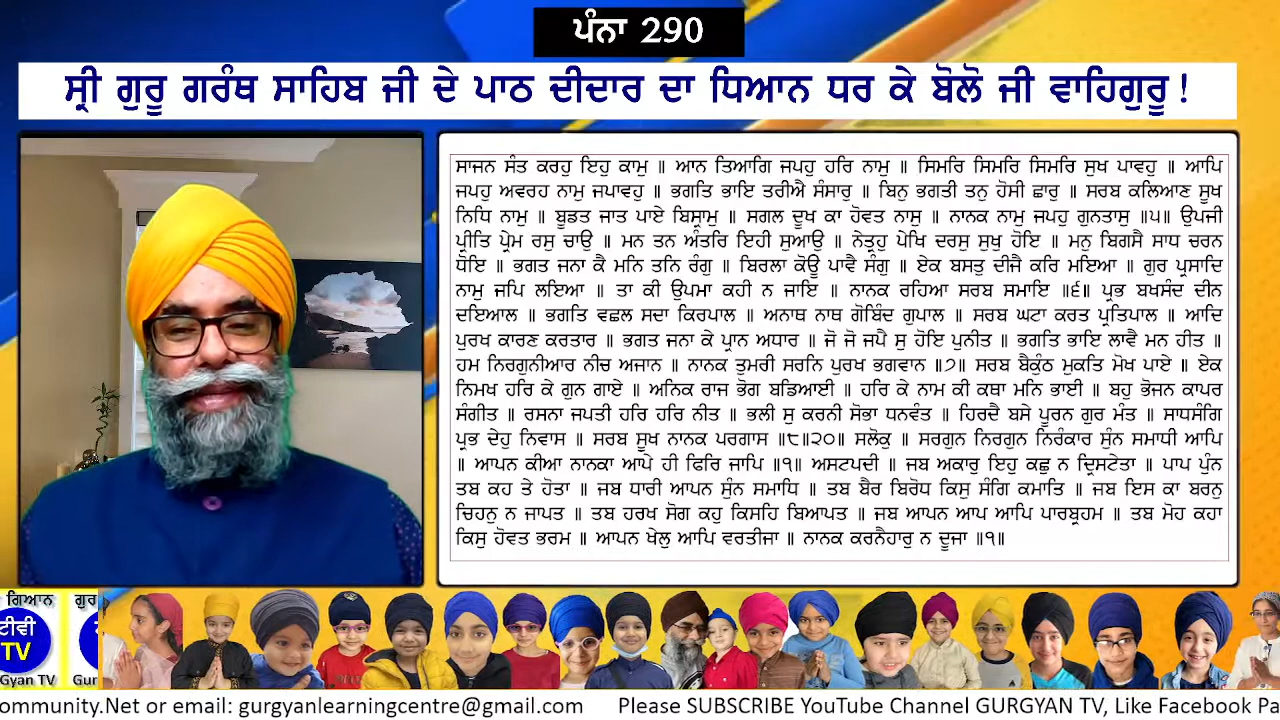 ਪੰਨਾ 290
ਸ੍ਰੀ ਗੁਰੂ ਗਰੰਥ ਸਾਹਿਬ ਜੀ ਦੇ ਪਾਠ ਦੀਦਾਰ ਦਾ ਧਿਆਨ ਧਰ ਕੇ ਬੋਲੋ ਜੀ ਵਾਹਿਗੁਰੂ!
ਸਾਜਨ ਸੰਤ ਕਰਹੁ ਇਹੁ ਕਾਮੁ ॥ ਆਨ ਤਿਆਗਿ ਜਪਹੁ ਹਰਿ ਨਾਮੁ ॥ ਸਿਮਰਿ ਸਿਮਰਿ ਸਿਮਰਿ ਸੁਖ ਪਾਵਹੁ ॥ ਆਪਿ
ਜਪਹੁ ਅਵਰਹ ਨਾਮੁ ਜਪਾਵਹੁ ॥ ਭਗਤਿ ਭਾਇ ਤਰੀਐ ਸੰਸਾਰੁ ॥ ਬਿਨੁ ਭਗਤੀ ਤਨੁ ਹੋਸੀ ਛਾਰੁ ॥ ਸਰਬ ਕਲਿਆਣ ਸੂਖ
ਨਿਧਿ ਨਾਮੁ ॥ ਬੂਡਤ ਜਾਤ ਪਾਏ ਬਿਸ੍ਰਾਮੁ ॥ ਸਗਲ ਦੂਖ ਕਾ ਹੋਵਤ ਨਾਸੁ ॥ ਨਾਨਕ ਨਾਮੁ ਜਪਹੁ ਗੁਨਤਾਸੁ ॥੫॥ ਉਪਜੀ
ਪ੍ਰੀਤਿ ਪ੍ਰੇਮ ਰਸੁ ਚਾਉ ॥ ਮਨ ਤਨ ਅੰਤਰਿ ਇਹੀ ਸੁਆਉ ॥ ਨੇਤ੍ਰਹੁ ਪੇਖਿ ਦਰਸੁ ਸੁਖੁ ਹੋਇ ॥ ਮਨੁ ਬਿਗਸੈ ਸਾਧ ਚਰਨ
ਧੋਇ ॥ ਭਗਤ ਜਨਾ ਕੈ ਮਨਿ ਤਨਿ ਰੰਗੁ ॥ ਬਿਰਲਾ ਕੋਊ ਪਾਵੈ ਸੰਗੁ ॥ ਏਕ ਬਸਤੁ ਦੀਜੈ ਕਰਿ ਮਇਆ ॥ ਗੁਰ ਪ੍ਰਸਾਦਿ
ਨਾਮੁ ਜਪਿ ਲਇਆ ॥ ਤਾ ਕੀ ਉਪਮਾ ਕਹੀ ਨ ਜਾਇ ॥ ਨਾਨਕ ਰਹਿਆ ਸਰਬ ਸਮਾਇ ॥੬॥ ਪ੍ਰਭ ਬਖਸੰਦ ਦੀਨ
ਦਇਆਲ ॥ ਭਗਤਿ ਵਛਲ ਸਦਾ ਕਿਰਪਾਲ ॥ ਅਨਾਥ ਨਾਥ ਗੋਬਿੰਦ ਗੁਪਾਲ ॥ ਸਰਬ ਘਟਾ ਕਰਤ ਪ੍ਰਤਿਪਾਲ ॥ ਆਦਿ
ਪੁਰਖ ਕਾਰਣ ਕਰਤਾਰ ॥ ਭਗਤ ਜਨਾ ਕੇ ਪ੍ਰਾਨ ਅਧਾਰ ॥ ਜੋ ਜੋ ਜਪੈ ਸੁ ਹੋਇ ਪੁਨੀਤ ॥ ਭਗਤਿ ਭਾਇ ਲਾਵੈ ਮਨ ਹੀਤ ॥
ਹਮ ਨਿਰਗੁਨੀਆਰ ਨੀਚ ਅਜਾਨ ॥ ਨਾਨਕ ਤੁਮਰੀ ਸਰਨਿ ਪੁਰਖ ਭਗਵਾਨ ॥੭॥ ਸਰਬ ਬੈਕੁੰਠ ਮੁਕਤਿ ਮੋਖ ਪਾਏ ॥ ਏਕ
ਨਿਮਖ ਹਰਿ ਕੇ ਗੁਨ ਗਾਏ ॥ ਅਨਿਕ ਰਾਜ ਭੋਗ ਬਡਿਆਈ ॥ ਹਰਿ ਕੇ ਨਾਮ ਕੀ ਕਥਾ ਮਨਿ ਭਾਈ ॥ ਬਹੁ ਭੋਜਨ ਕਾਪਰ
ਸੰਗੀਤ ॥ ਰਸਨਾ ਜਪਤੀ ਹਰਿ ਹਰਿ ਨੀਤ ॥ ਭਲੀ ਸੁ ਕਰਨੀ ਸੋਭਾ ਧਨਵੰਤ ॥ ਹਿਰਦੈ ਬਸੇ ਪੂਰਨ ਗੁਰ ਮੰਤ ॥ ਸਾਧਸੰਗਿ
ਪ੍ਰਭ ਦੇਹੁ ਨਿਵਾਸ ॥ ਸਰਬ ਸੂਖ ਨਾਨਕ ਪਰਗਾਸ ॥੮॥੨੦॥ ਸਲੋਕੁ ॥ ਸਰਗੁਨ ਨਿਰਗੁਨ ਨਿਰੰਕਾਰ ਸੁੰਨ ਸਮਾਧੀ ਆਪਿ
॥ ਆਪਨ ਕੀਆ ਨਾਨਕਾ ਆਪੇ ਹੀ ਫਿਰਿ ਜਾਪਿ ॥੧॥ ਅਸਟਪਦੀ ॥ ਜਬ ਅਕਾਰੁ ਇਹੁ ਕਛੁ ਨ ਦ੍ਰਿਸਟੇਤਾ ॥ ਪਾਪ ਪੁੰਨ
ਤਬ ਕਹ ਤੇ ਹੋਤਾ ॥ ਜਬ ਧਾਰੀ ਆਪਨ ਸੁੰਨ ਸਮਾਧਿ ॥ ਤਬ ਬੈਰ ਬਿਰੋਧ ਕਿਸੁ ਸੰਗਿ ਕਮਾਤਿ ॥ ਜਬ ਇਸ ਕਾ ਬਰਨੁ
ਚਿਹਨੁ ਨ ਜਾਪਤ ॥ ਤਬ ਹਰਖ ਸੋਗ ਕਹੁ ਕਿਸਹਿ ਬਿਆਪਤ ॥ ਜਬ ਆਪਨ ਆਪ ਆਪਿ ਪਾਰਬ੍ਰਹਮ ॥ ਤਬ ਮੋਹ ਕਹਾ
ਕਿਸੁ ਹੋਵਤ ਭਰਮ ॥ ਆਪਨ ਖੇਲੁ ਆਪਿ ਵਰਤੀਜਾ ॥ ਨਾਨਕ ਕਰਨੈਹਾਰੁ ਨ ਦੂਜਾ ॥੧॥
ਗਿਆਨ ਗੁਰ
ਟੀਵੀ
TV
Gyan TV Gur
ommunity.Net or email: gurgyanlearningcentre@gmail.com Please SUBSCRIBE YouTube Channel GURGYAN TV, Like Facebook Pa